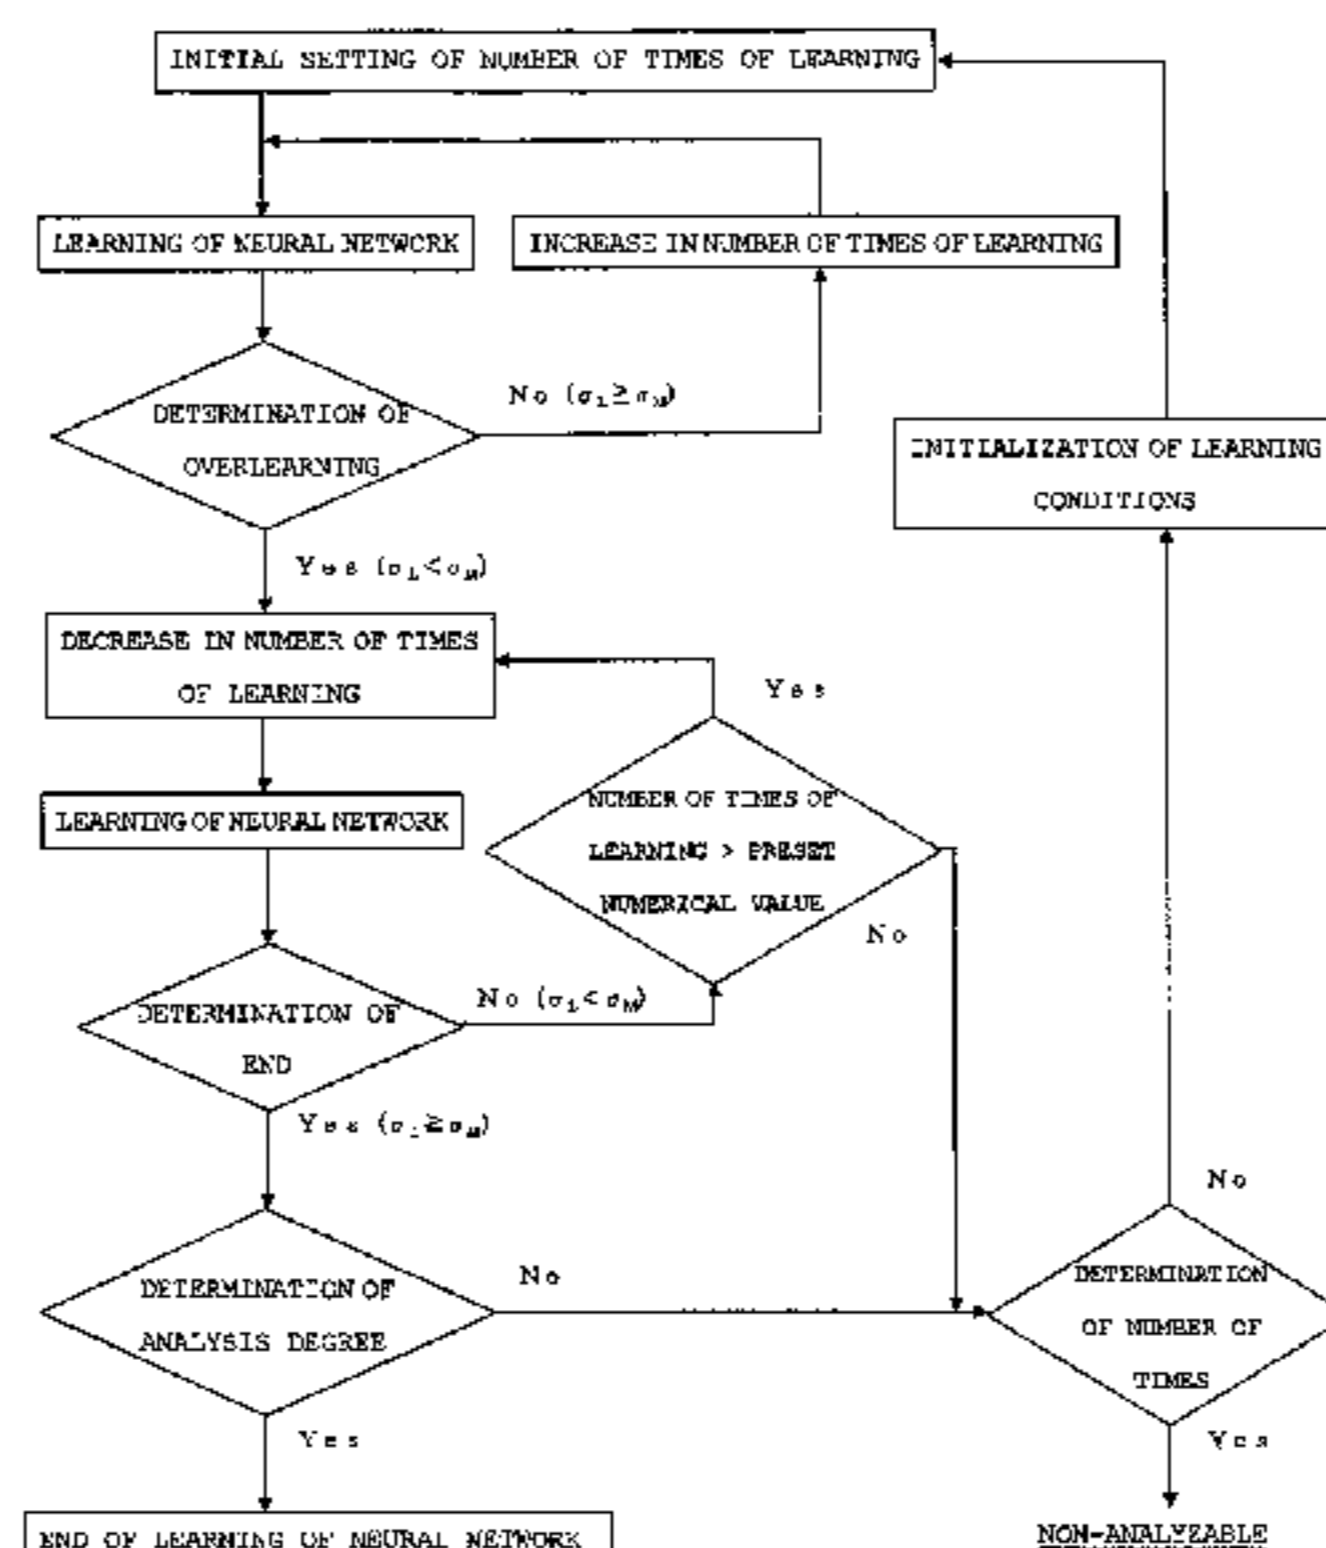 INITIAL SETTING OF NUMBER OF TIMES OF LEARNING
LEARNING OF NEURAL NETWORK
INCREASE IN NUMBER OF TIMES OF LEARNING
No (σL≥σM)
DETERMINATION OF
OVERLEARNING
INITIALIZATION OF LEARNING
CONDITIONS
Yes (σL<σM)
DECREASE IN NUMBER OF TIMES
OF LEARNING
Yes
NUMBER OF TIMES OF
LEARNING > PRESET
NUMERICAL VALUE
LEARNING OF NEURAL NETWORK
No
No (σL<σM)
DETERMINATION OF
END
Yes (σL≧σM)
No
DETERMINATION OF
ANALYSIS DEGREE
No
DETERMINATION
OF NUMBER OF
TIMES
Yes
Yes
END OF LEARNING OF NEURAL NETWORK
NON-ANALYZABLE